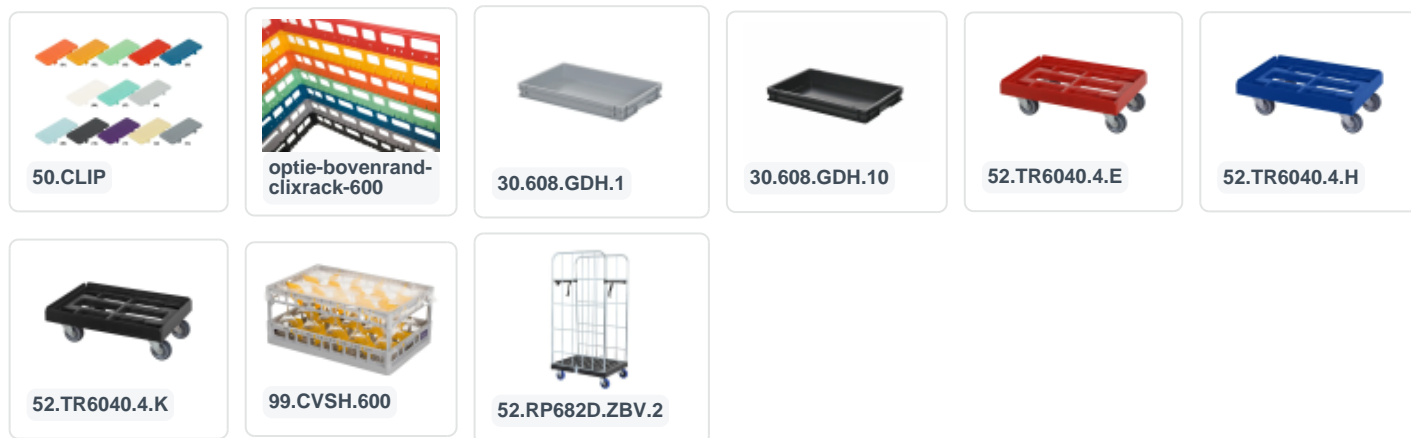 50.CLIP
optie-bovenrand-
clixrack-600
30.608.GDH.1
30.608.GDH.10
52.TR6040.4.E
52.TR6040.4.H
52.TR6040.4.K
99.CVSH.600
52.RP682D.ZBV.2